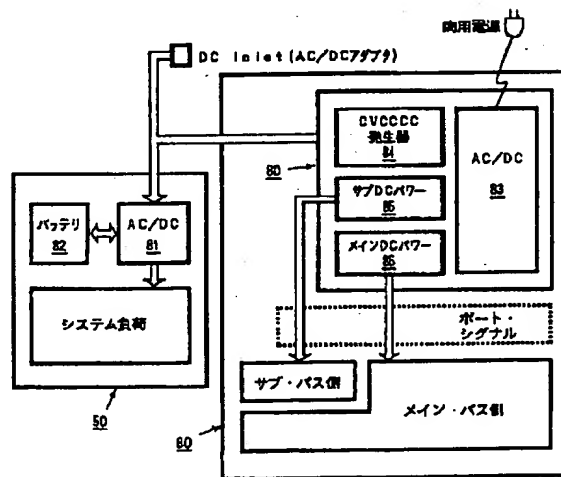 商用電源
DC Inlet (AC/DCアダプタ)
CVCCDC
発生器
84
AC/DC
83
80
サブDCパワー
85
メインDCパワー
86
バッテリ
82
AC/DC
81
システム負荷
50
ポート・
シグナル
サブ・バス側
メイン・バス側
60